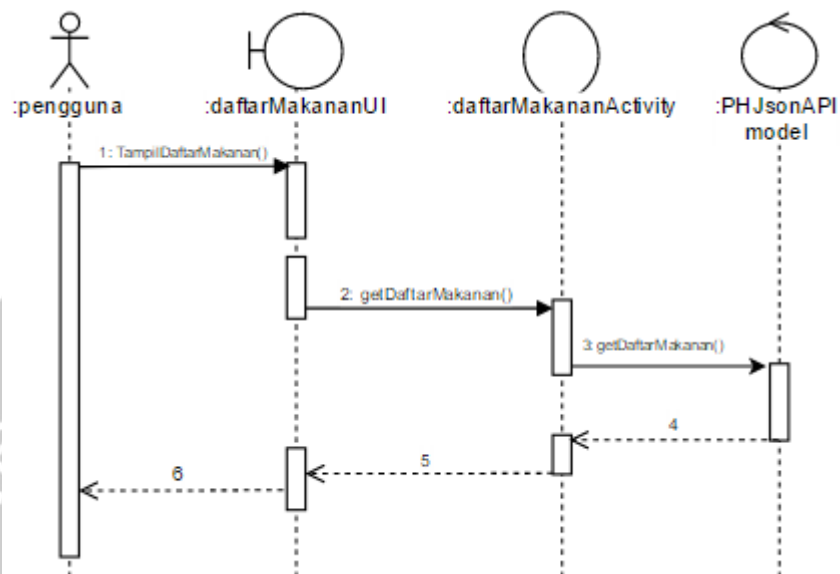 :pengguna
:daftarMakananUI
:daftarMakananActivity
:PHJsonAPI
model
1: TampilDaftarMakanan()
2: getDaftarMakanan()
3: getDaftarMakanan()
4
5
6